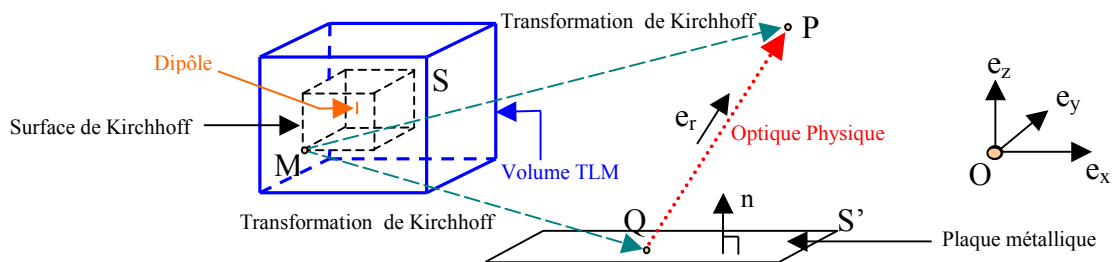 Transformation de Kirchhoff
P
Dipôle
S
e_z
e_y
Surface de Kirchhoff
e_r
Optique Physique
M
Volume TLM
O
e_x
Transformation de Kirchhoff
n
Q
S’
Plaque métallique